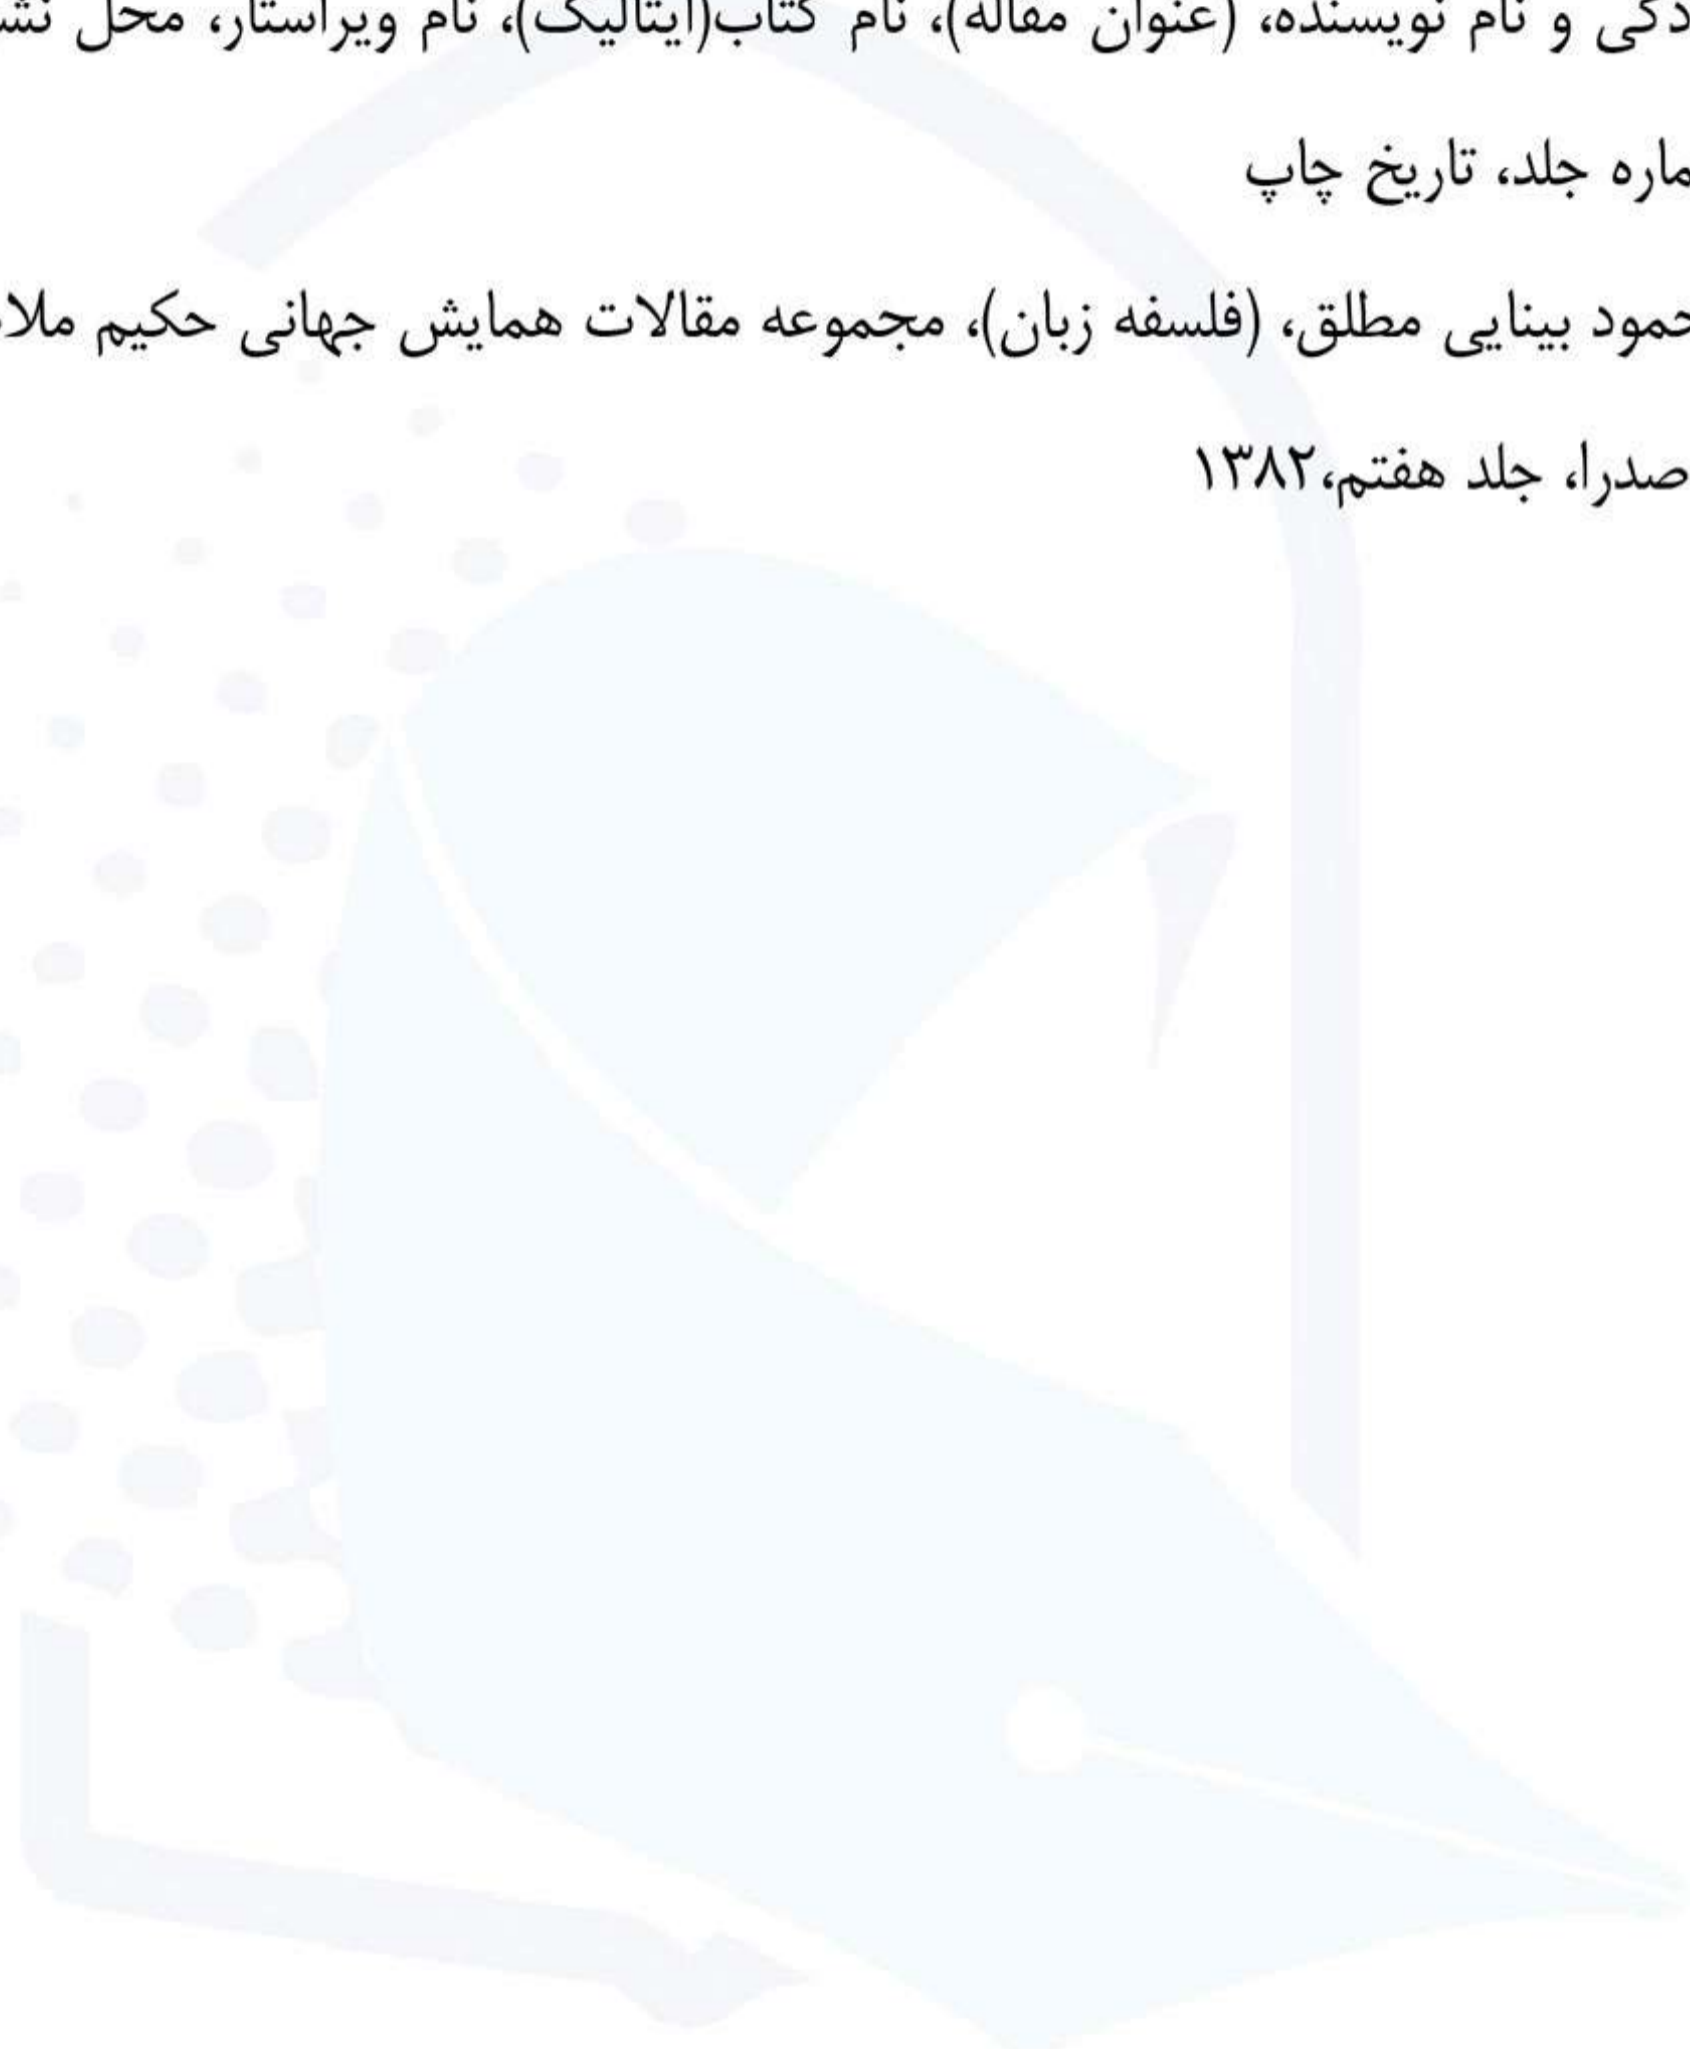 دگی و نام نویسنده، (عنوان مقاله)، نام کتاب(ایتالیک)، نام ویراستار، محل نش
ماره جلد، تاریخ چاپ
حمود بینایی مطلق، (فلسفه زبان)، مجموعه مقالات همایش جهانی حکیم ملا
صدرا، جلد هفتم،۱۳۸۲